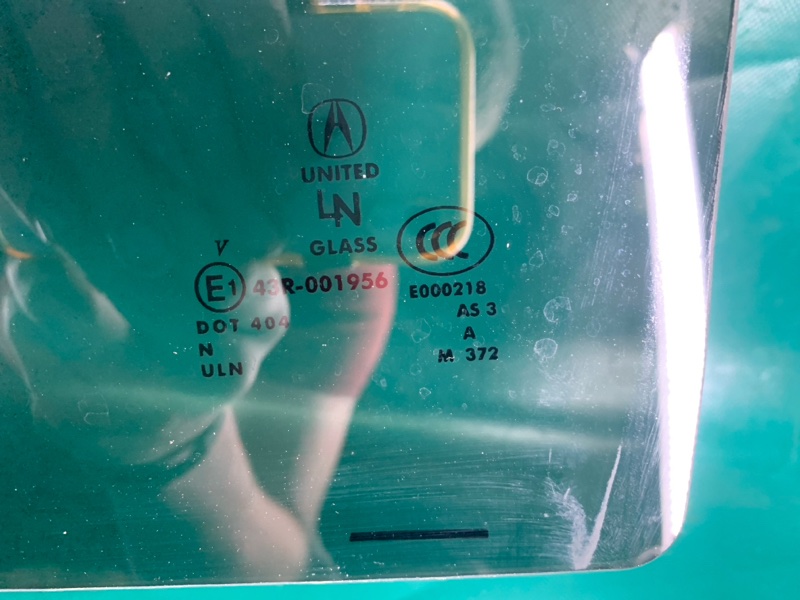 UNITED
LN
GLASS
CCC
V
E1 43R-001956
E000218
DOT 404
AS 3
N
A
ULN
M 372